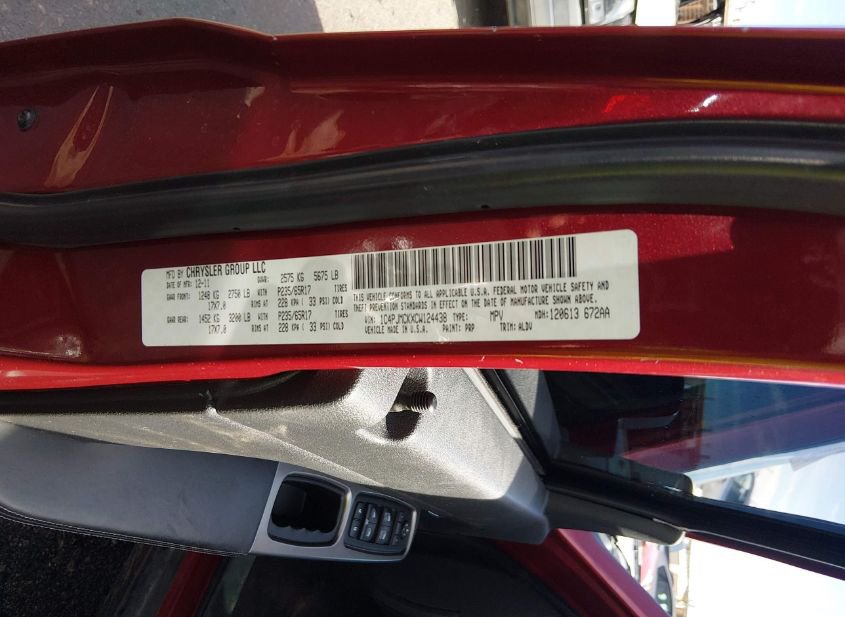 MFD BY CHRYSLER GROUP LLC
DATE OF MFR: 12-11 GVWR: 2575 KG 5675 LB
GAWR FRONT: 1248 KG 2750 LB WITH P235/65R17 TIRES
17X7.0 RIMS AT 228 KPA ( 33 PSI) COLD
GAWR REAR: 1452 KG 3200 LB WITH P235/65R17 TIRES
17X7.0 RIMS AT 228 KPA ( 33 PSI) COLD
THIS VEHICLE CONFORMS TO ALL APPLICABLE U.S.A. FEDERAL MOTOR VEHICLE SAFETY AND
THEFT PREVENTION STANDARDS IN EFFECT ON THE DATE OF MANUFACTURE SHOWN ABOVE.
VIN: 1C4PJMCKXCW124438 TYPE: MPV MDH: 120613 672AA
VEHICLE MADE IN U.S.A. PAINT: PRP TRIM: ALDV